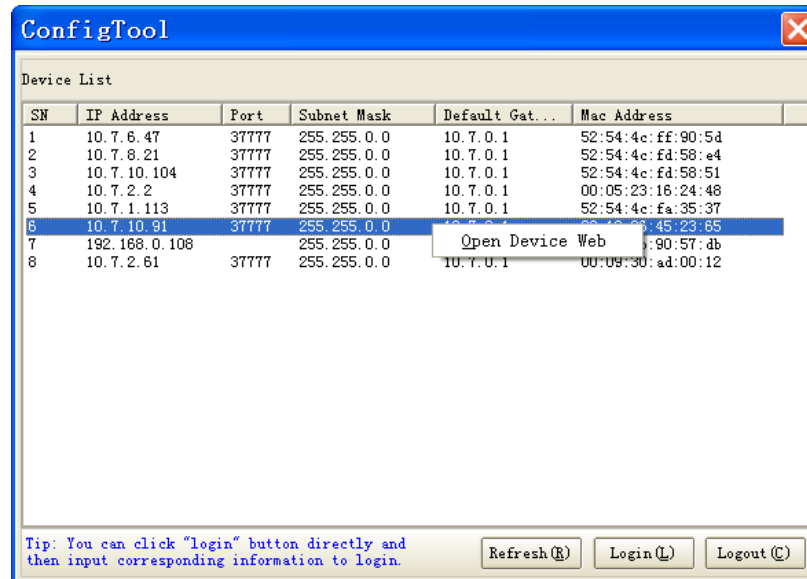 ConfigTool
Device List
SN IP Address Port Subnet Mask Default Gat... Mac Address
1 10.7.6.47 37777 255.255.0.0 10.7.0.1 52:54:4c:ff:90:5d
2 10.7.8.21 37777 255.255.0.0 10.7.0.1 52:54:4c:fd:58:e4
3 10.7.10.104 37777 255.255.0.0 10.7.0.1 52:54:4c:fd:58:51
4 10.7.2.2 37777 255.255.0.0 10.7.0.1 00:05:23:16:24:48
5 10.7.1.113 37777 255.255.0.0 10.7.0.1 52:54:4c:fa:35:37
6 10.7.10.91 37777 255.255.0.0 :45:23:65
Open Device Web
7 192.168.0.108 255.255.0.0 :90:57:db
8 10.7.2.61 37777 255.255.0.0 10.7.0.1 00:09:30:ad:00:12
Tip: You can click "login" button directly and
then input corresponding information to login.
Refresh(R) Login(L) Logout(C)